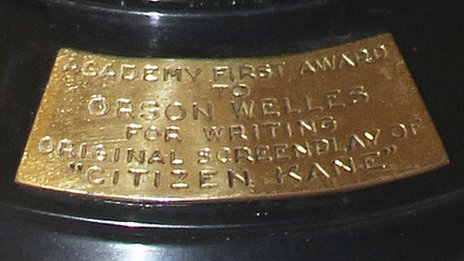 ACADEMY FIRST AWARD
TO
ORSON WELLES
FOR WRITING
ORIGINAL SCREENPLAY OF
"CITIZEN KANE"